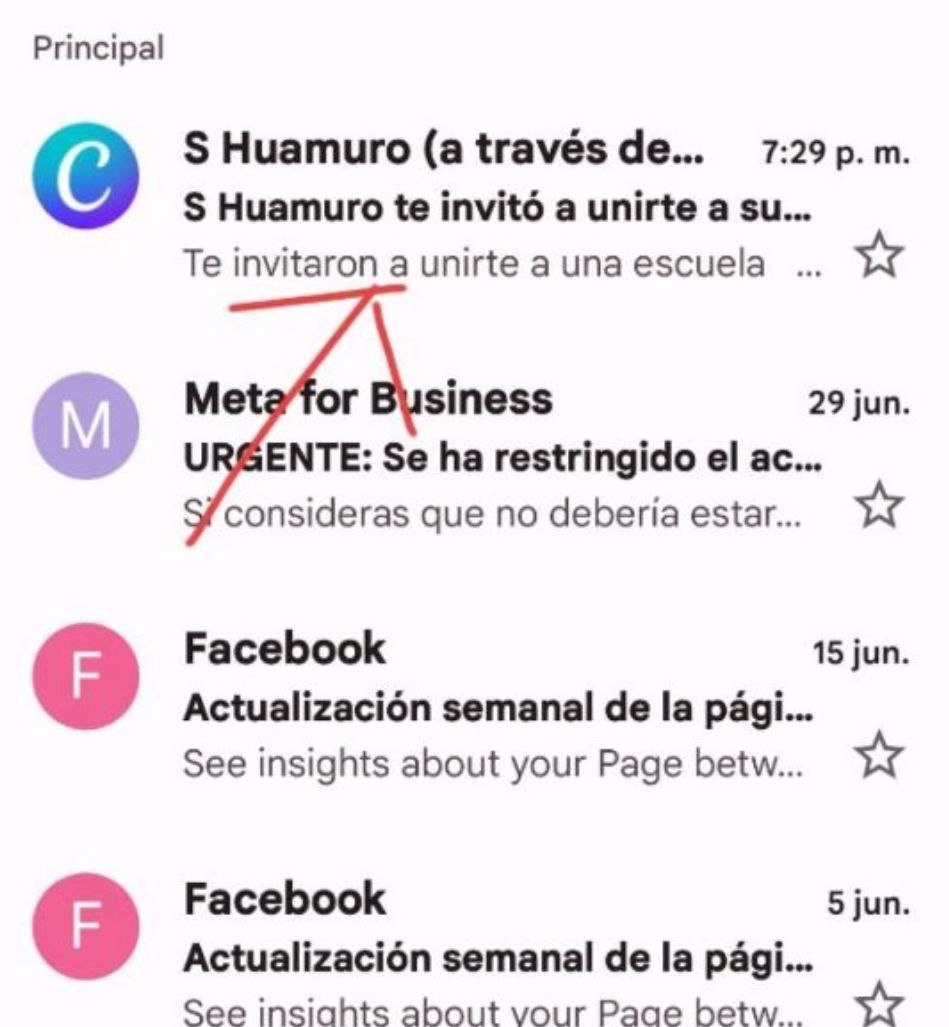 Principal
C
S Huamuro (a través de... 7:29 p. m.
S Huamuro te invitó a unirte a su...
Te invitaron a unirte a una escuela ...
M
Meta for Business 29 jun.
URGENTE: Se ha restringido el ac...
Si consideras que no debería estar...
F
Facebook 15 jun.
Actualización semanal de la pági...
See insights about your Page betw...
F
Facebook 5 jun.
Actualización semanal de la pági...
See insights about your Page betw...